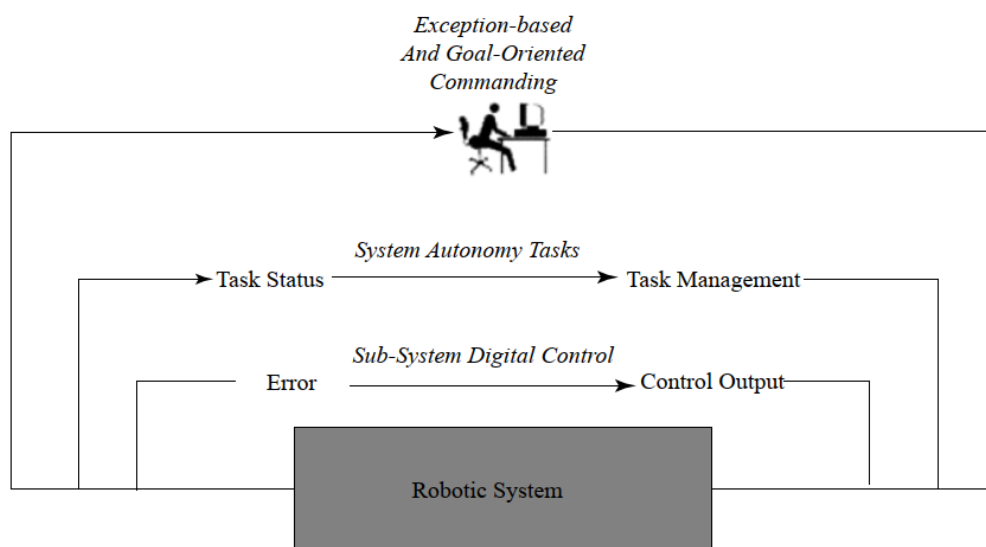 Exception-based
And Goal-Oriented
Commanding
System Autonomy Tasks
Task Status
Task Management
Sub-System Digital Control
Error
Control Output
Robotic System